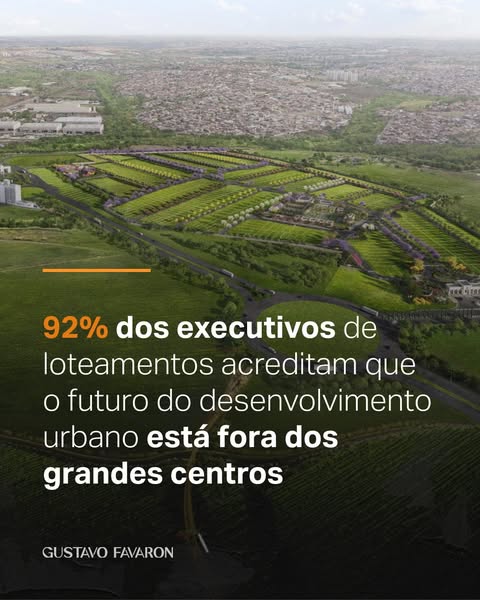 92% dos executivos de
loteamentos acreditam que
o futuro do desenvolvimento
urbano está fora dos
grandes centros
GUSTAVO FAVARON